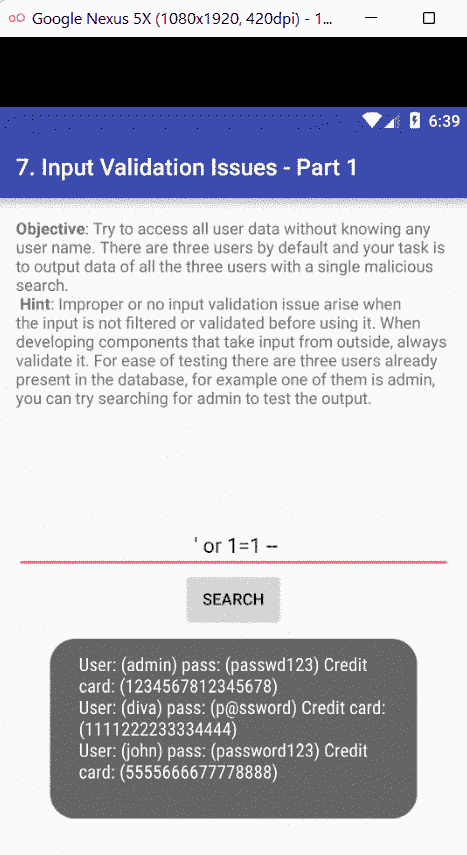 Google Nexus 5X (1080x1920, 420dpi) - 1...
6:39
7. Input Validation Issues - Part 1
Objective: Try to access all user data without knowing any
user name. There are three users by default and your task is
to output data of all the three users with a single malicious
search.
Hint: Improper or no input validation issue arise when
the input is not filtered or validated before using it. When
developing components that take input from outside, always
validate it. For ease of testing there are three users already
present in the database, for example one of them is admin,
you can try searching for admin to test the output.
' or 1=1 --
SEARCH
User: (admin) pass: (passwd123) Credit
card: (1234567812345678)
User: (diva) pass: (p@ssword) Credit card:
(1111222233334444)
User: (john) pass: (password123) Credit
card: (5555666677778888)